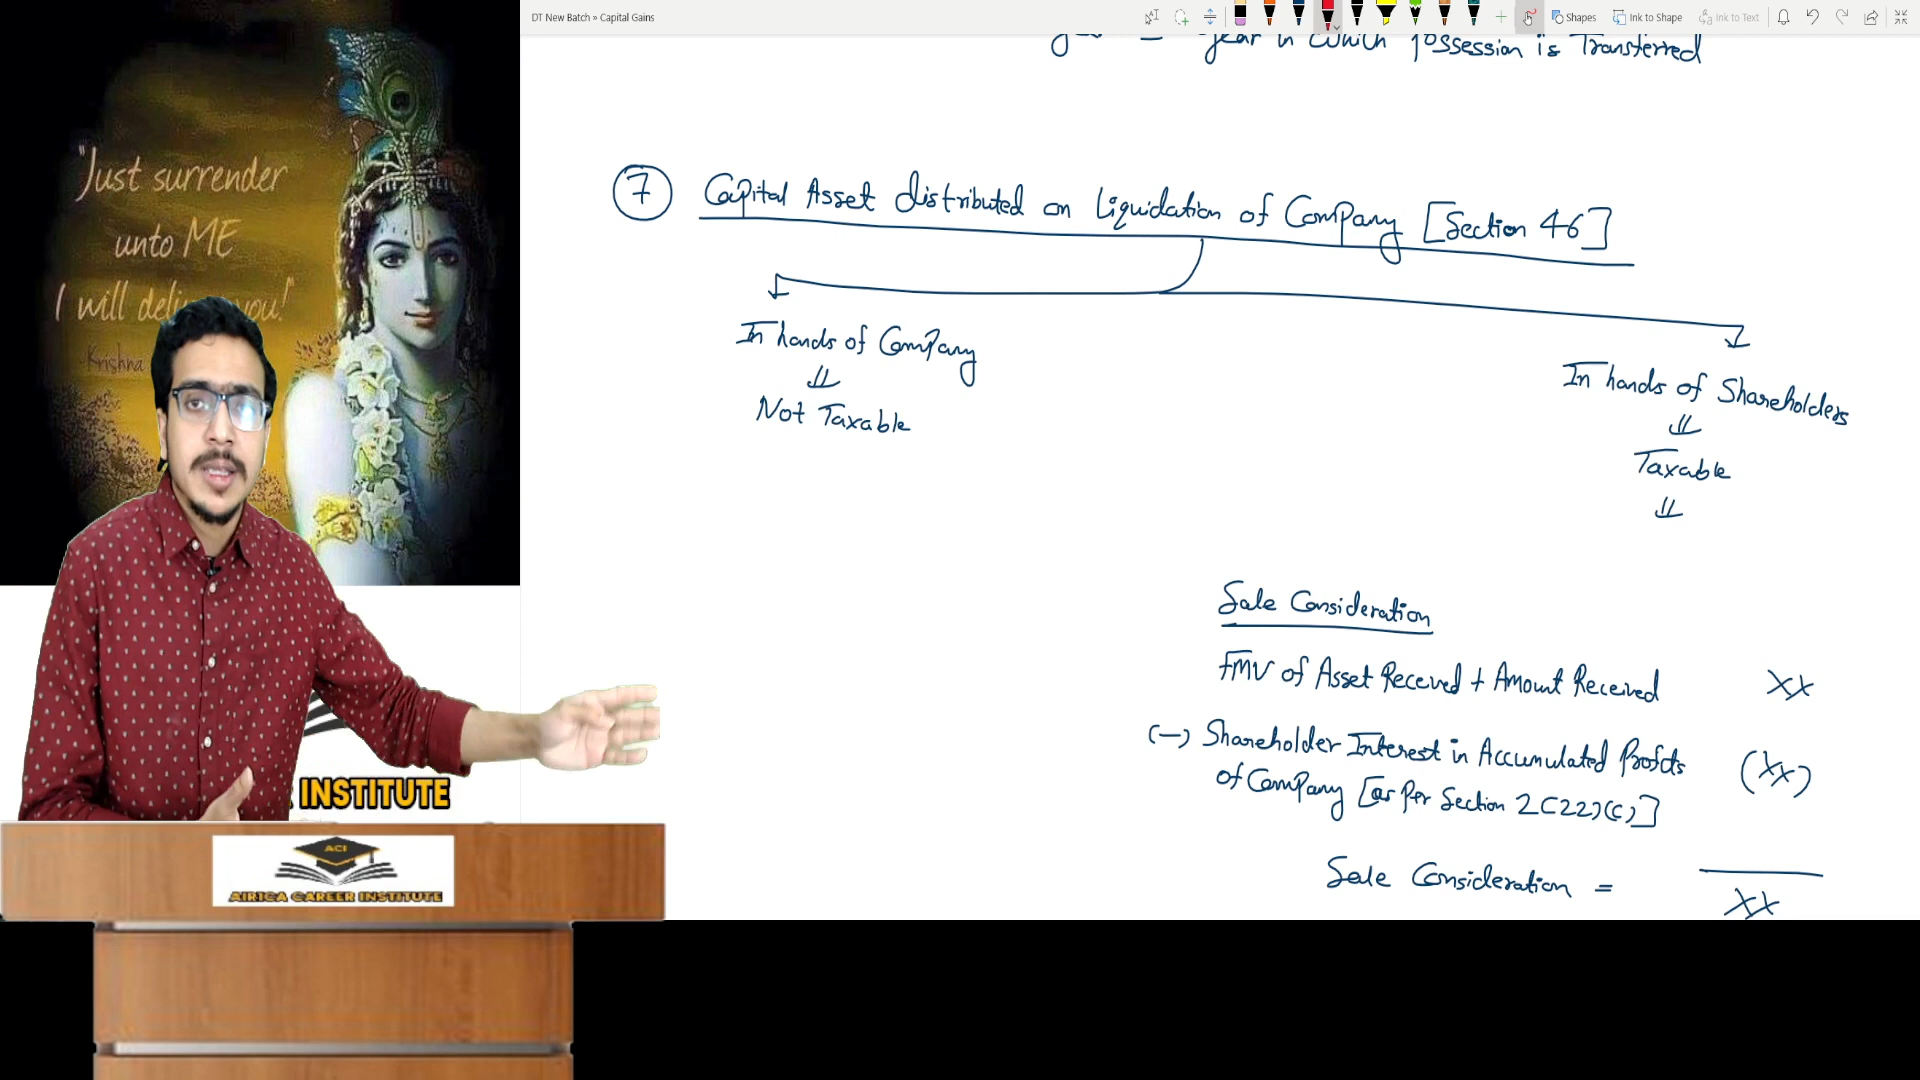 DT New Batch » Capital Gains
Shapes
Ink to Shape
Ink to Text
year in which Possession is Transferred
7 Capital Asset distributed on Liquidation of Company [Section 46]
In hands of Company
Not Taxable
In hands of Shareholders
Taxable
Sale Consideration
FMV of Asset Received + Amount Received XX
(-) Shareholder Interest in Accumulated Profits
of Company [as Per Section 2(22)(c)] (XX)
Sale Consideration = XX
"Just surrender
unto ME
I will you!"
Krishna
INSTITUTE
ACI
AIRICA CAREER INSTITUTE